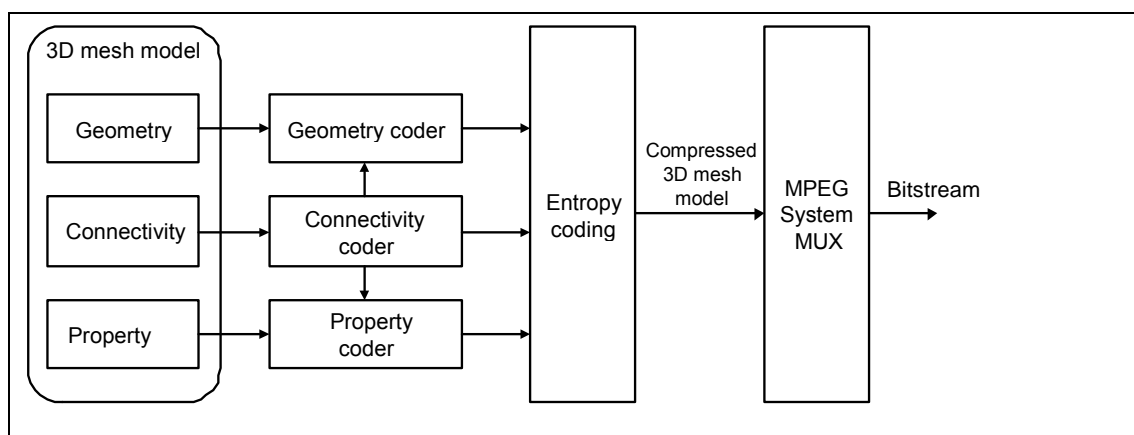 3D mesh model
Geometry
Geometry coder
Connectivity
Connectivity
coder
Property
Property
coder
Entropy
coding
Compressed
3D mesh
model
MPEG
System
MUX
Bitstream